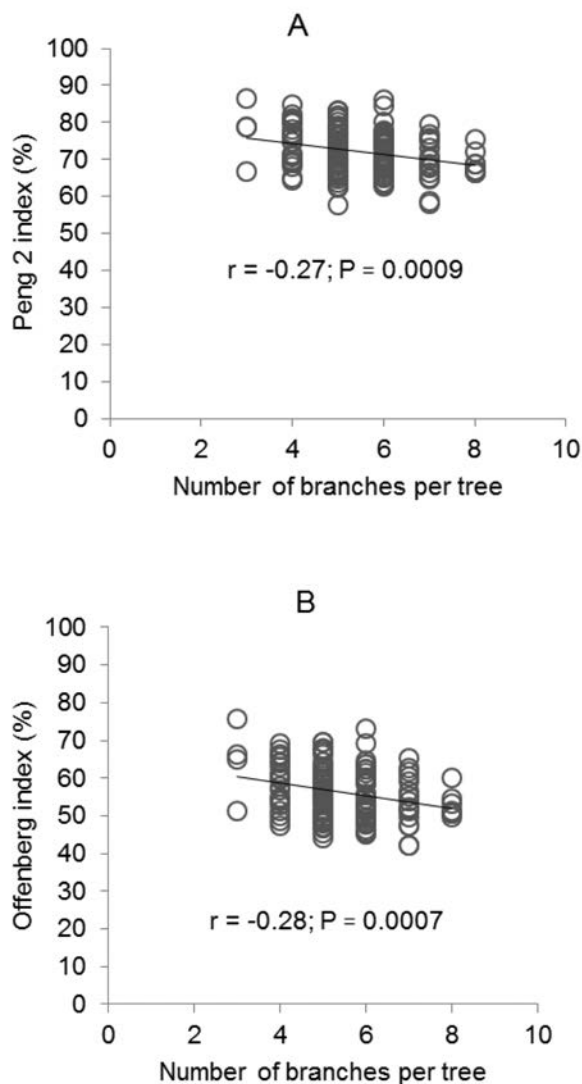 A
100
90
80
70
60
50
40
30
20
10
0
Peng 2 index (%)
r = -0.27; P = 0.0009
0 2 4 6 8 10
Number of branches per tree
B
100
90
80
70
60
50
40
30
20
10
0
Offenberg index (%)
r = -0.28; P = 0.0007
0 2 4 6 8 10
Number of branches per tree